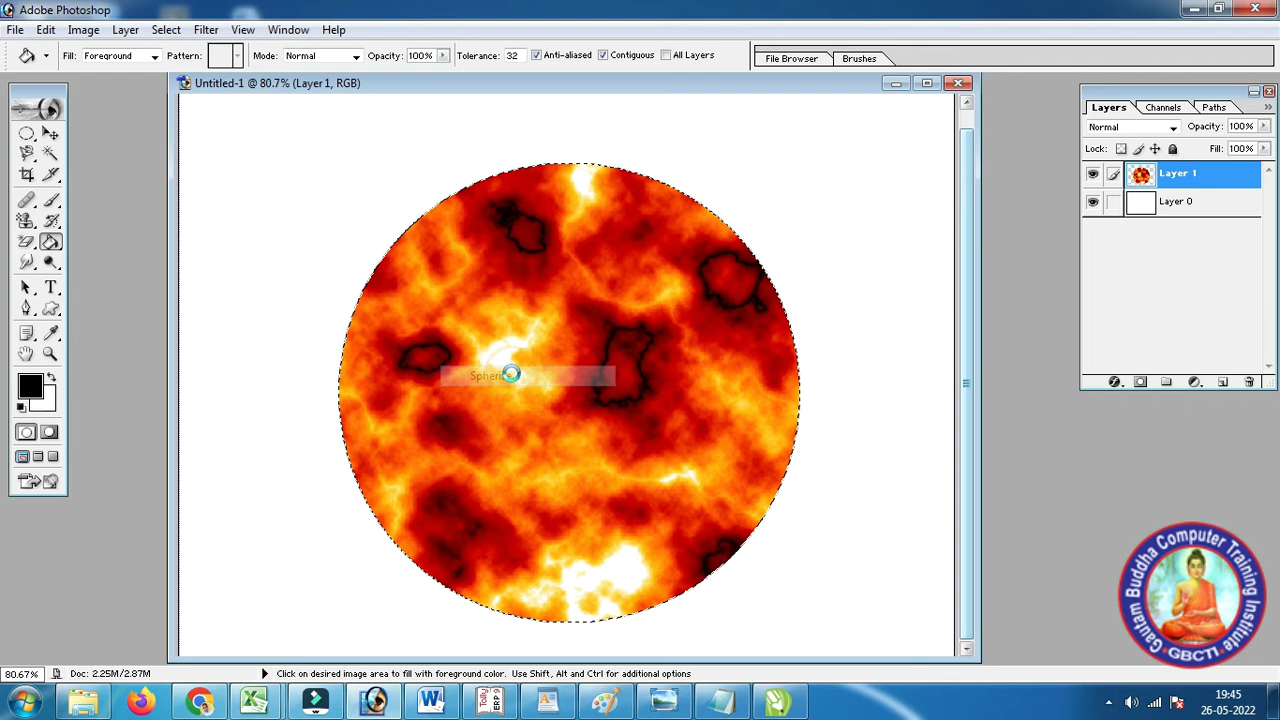 Adobe Photoshop
File Edit Image Layer Select Filter View Window Help
Fill: Foreground Pattern: Mode: Normal Opacity: 100% Tolerance: 32 Anti-aliased Contiguous All Layers File Browser Brushes
Untitled-1 @ 80.7% (Layer 1, RGB)
Layers Channels Paths
Normal Opacity: 100%
Lock: Fill: 100%
Layer 1
Layer 0
Gautam Buddha Computer Training Institute
GBCTI
80.67% Doc: 2.25M/2.87M Click on desired image area to fill with foreground color. Use Shift, Alt and Ctrl for additional options
Tally ERP 9
19:45
26-05-2022